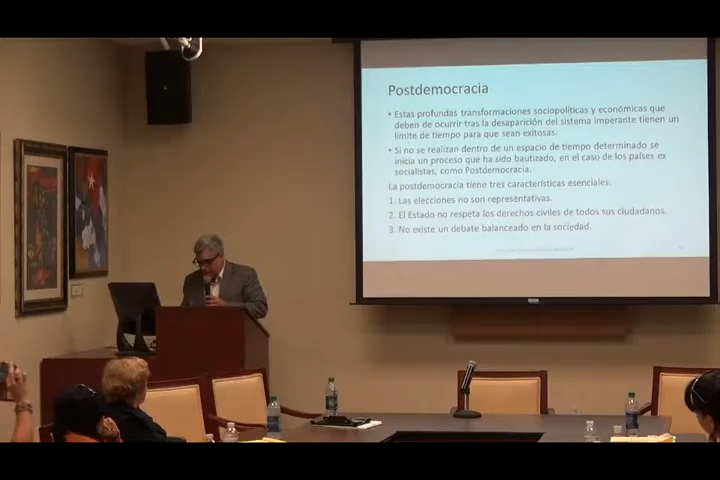 Postdemocracia
• Estas profundas transformaciones sociopolíticas y económicas que
deben de ocurrir tras la desaparición del sistema imperante tienen un
límite de tiempo para que sean exitosas.
• Si no se realizan dentro de un espacio de tiempo determinado se
inicia un proceso que ha sido bautizado, en el caso de los países ex
socialistas, como Postdemocracia.
La postdemocracia tiene tres características esenciales:
1. Las elecciones no son representativas.
2. El Estado no respeta los derechos civiles de todos sus ciudadanos.
3. No existe un debate balanceado en la sociedad.